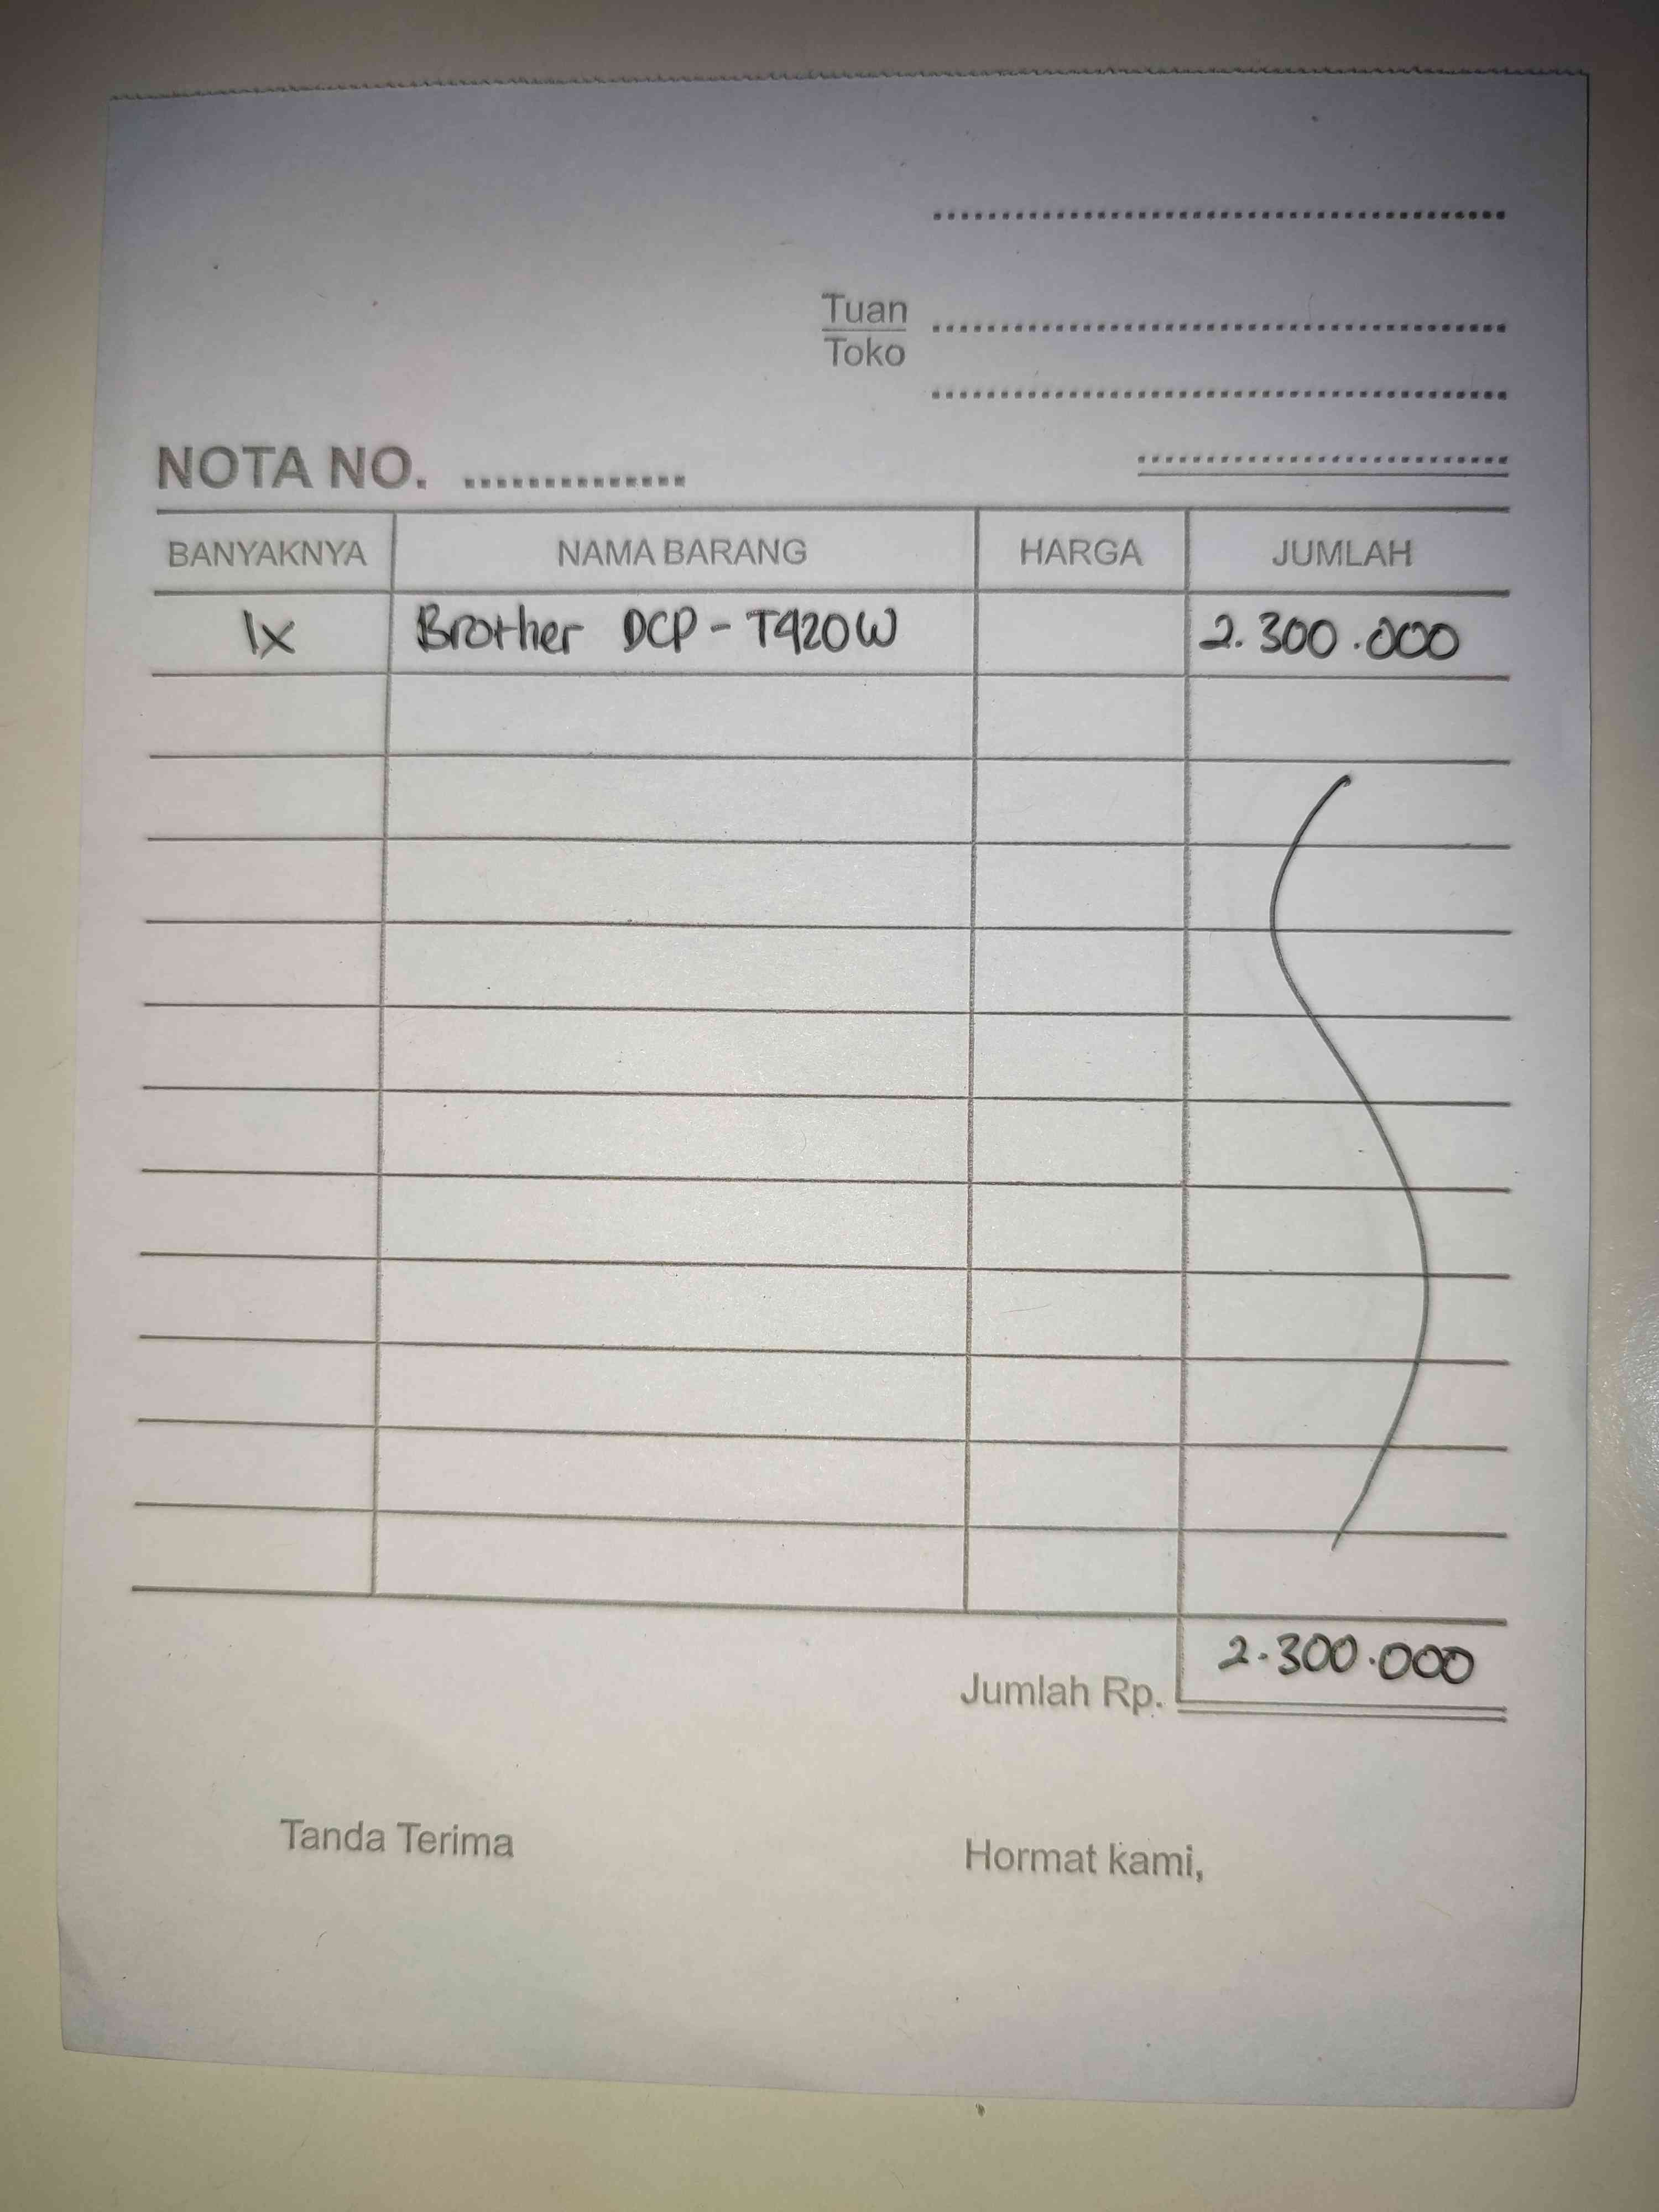 Tuan
Toko
NOTA NO. ..............
BANYAKNYA NAMA BARANG HARGA JUMLAH
1x Brother DCP - T420W 2.300.000
Jumlah Rp. 2.300.000
Tanda Terima Hormat kami,